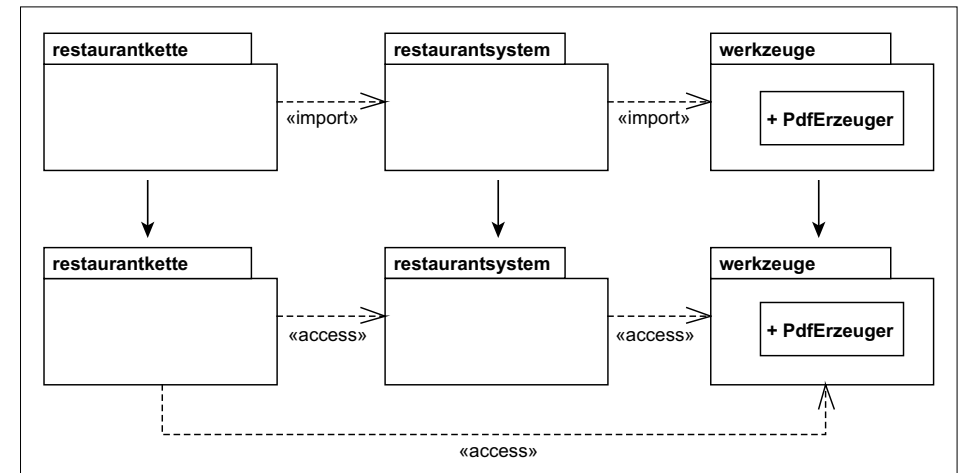 restaurantkette
restaurantsystem
werkzeuge
«import»
«import»
+ PdfErzeuger
restaurantkette
restaurantsystem
werkzeuge
«access»
«access»
+ PdfErzeuger
«access»